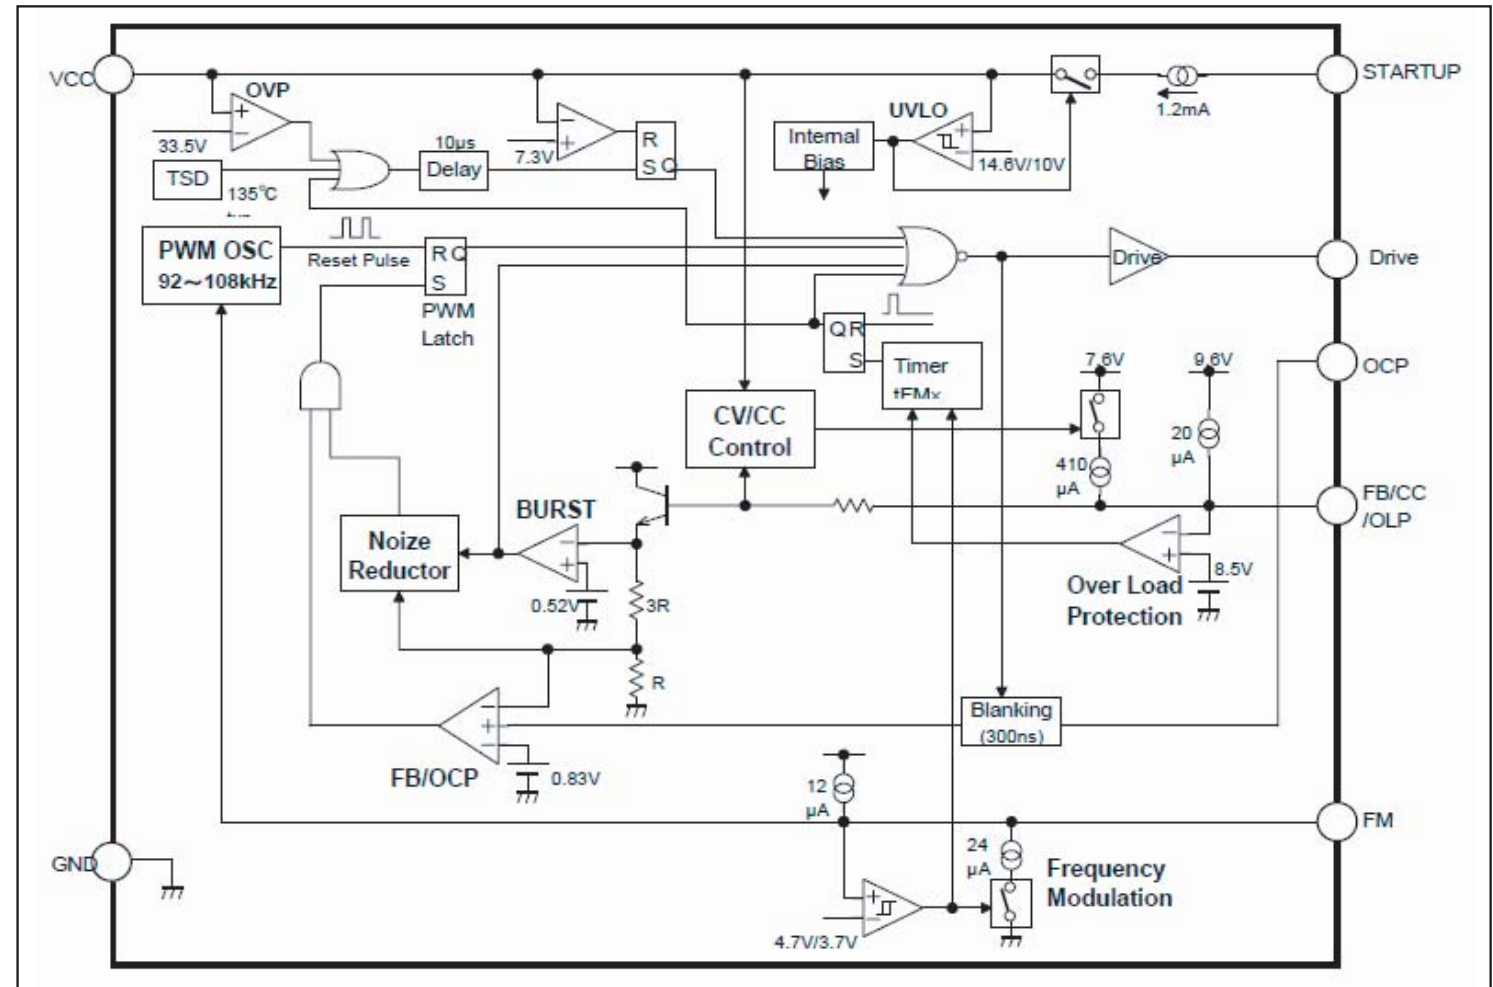 VCC
OVP
33.5V
TSD
135℃
10µs
Delay
7.3V
R
S Q
UVLO
Internal
Bias
14.6V/10V
1.2mA
STARTUP
PWM OSC
92～108kHz
Reset Pulse
R Q
S
PWM
Latch
Drive
Drive
Q R
S
Timer
7.6V
9.6V
OCP
CV/CC
Control
410
µA
20
µA
FB/CC
/OLP
BURST
Noize
Reductor
0.52V
3R
R
8.5V
Over Load
Protection
Blanking
(300ns)
FB/OCP
0.83V
12
µA
FM
GND
24
µA
Frequency
Modulation
4.7V/3.7V